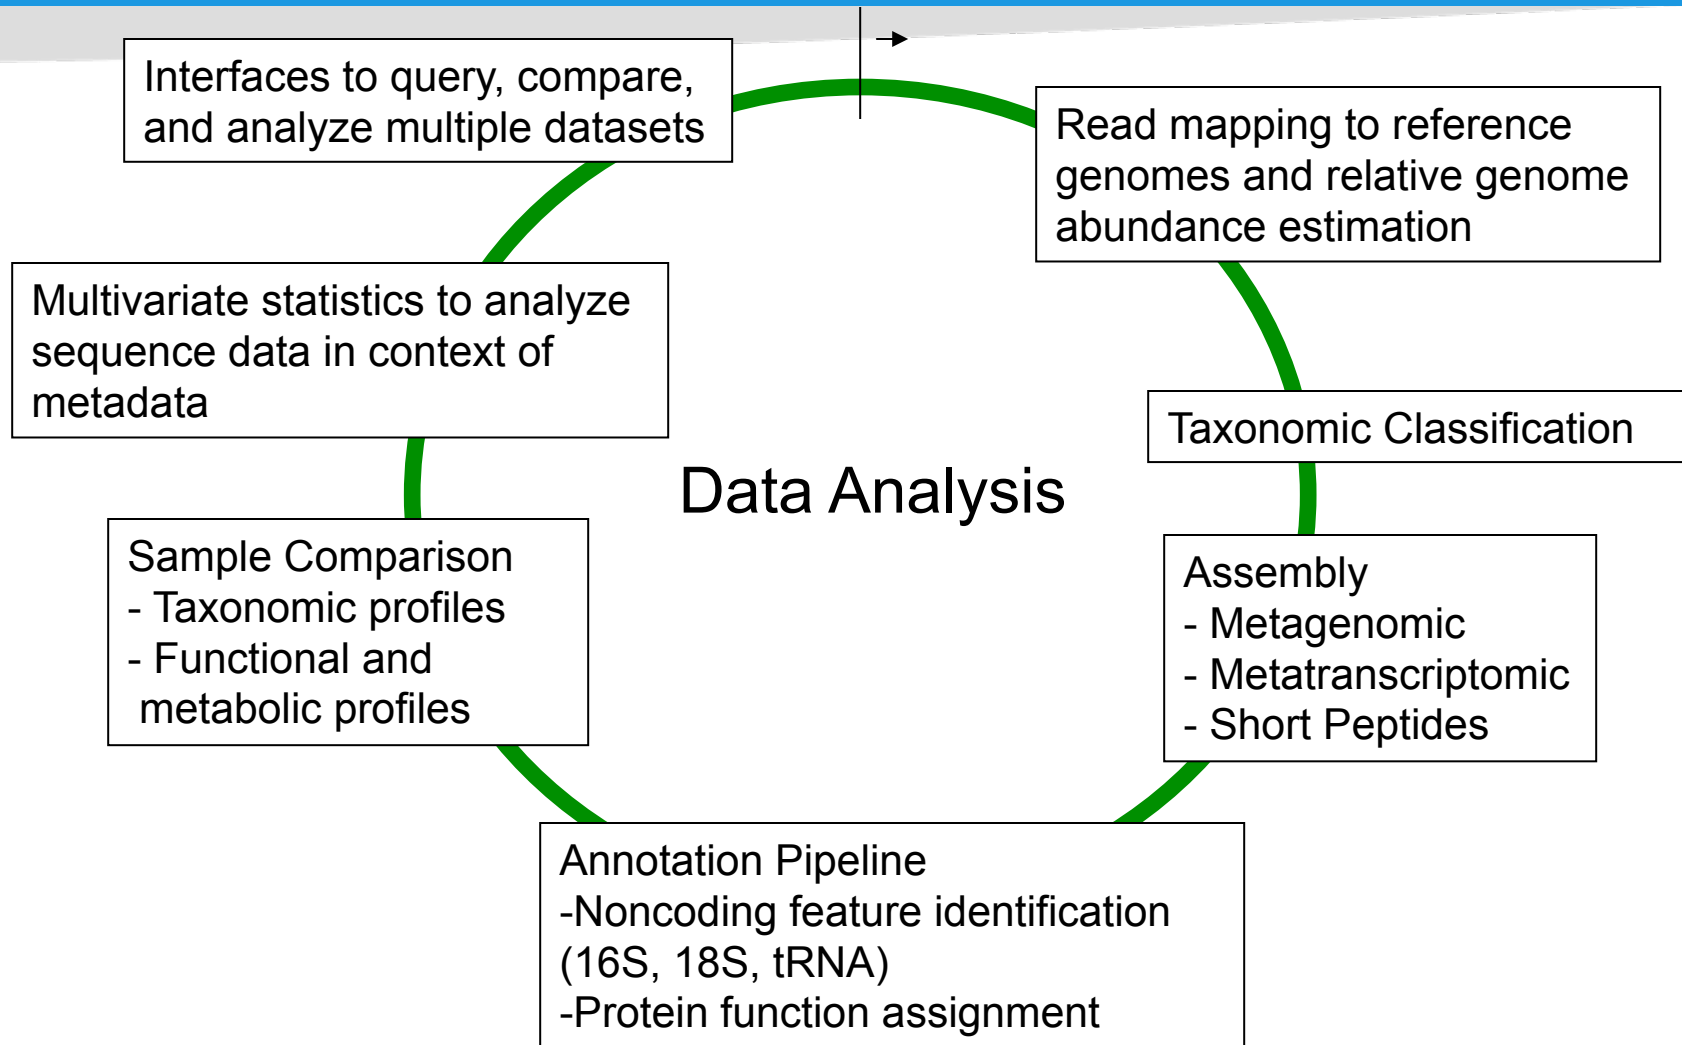 Interfaces to query, compare,
and analyze multiple datasets
Read mapping to reference
genomes and relative genome
abundance estimation
Multivariate statistics to analyze
sequence data in context of
metadata
Taxonomic Classification
Data Analysis
Sample Comparison
- Taxonomic profiles
- Functional and
metabolic profiles
Assembly
- Metagenomic
- Metatranscriptomic
- Short Peptides
Annotation Pipeline
-Noncoding feature identification
(16S, 18S, tRNA)
-Protein function assignment